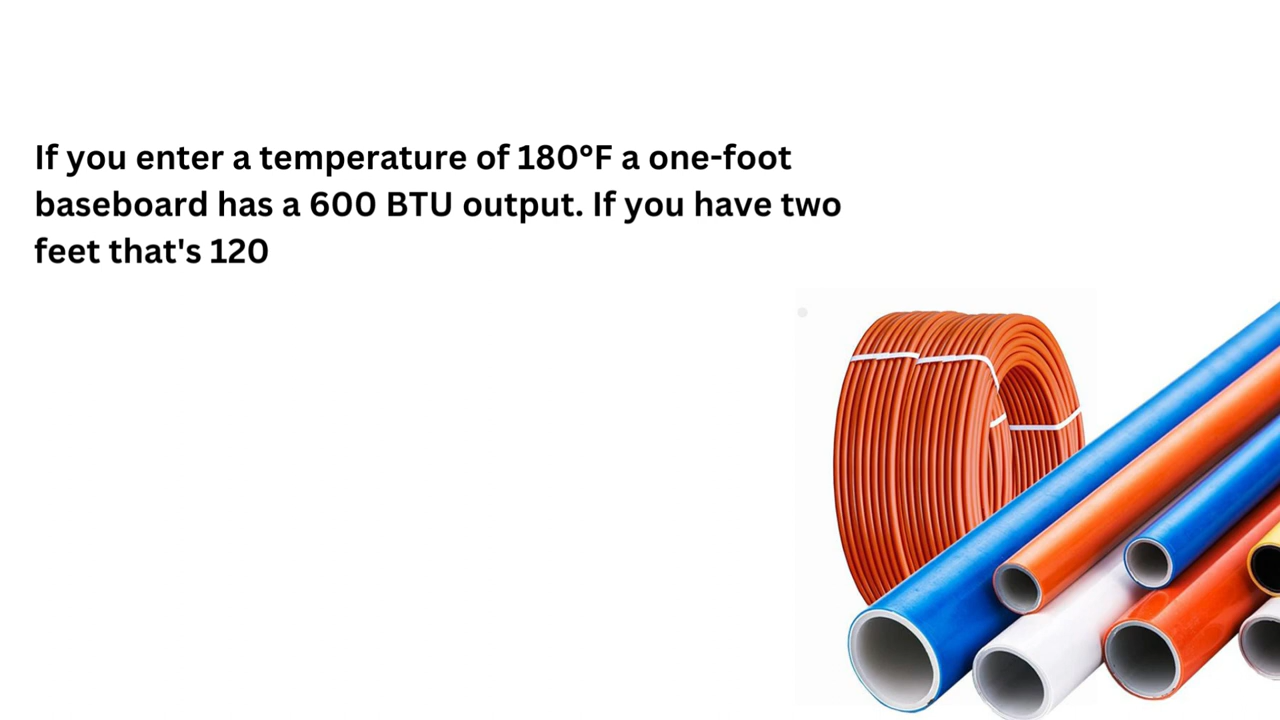 If you enter a temperature of 180°F a one-foot
baseboard has a 600 BTU output. If you have two
feet that's 120